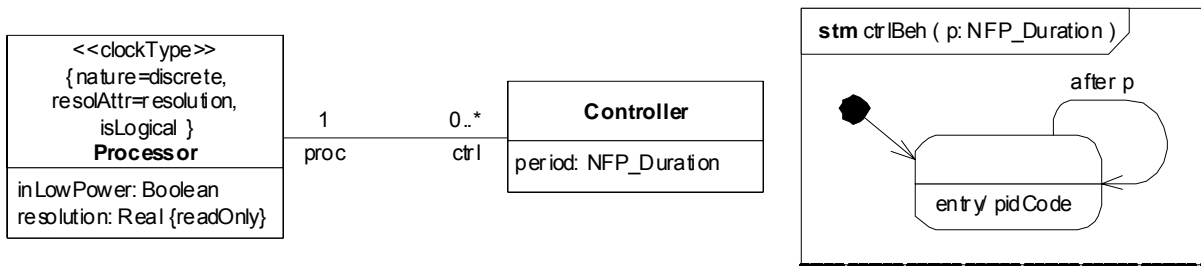 <<clockType>>
{ nature=discrete,
resolAttr=resolution,
isLogical }
Processor
inLowPower: Boolean
resolution: Real {readOnly}
1
proc
0..*
ctrl
Controller
period: NFP_Duration
stm ctrlBeh ( p: NFP_Duration )
after p
entry/ pidCode